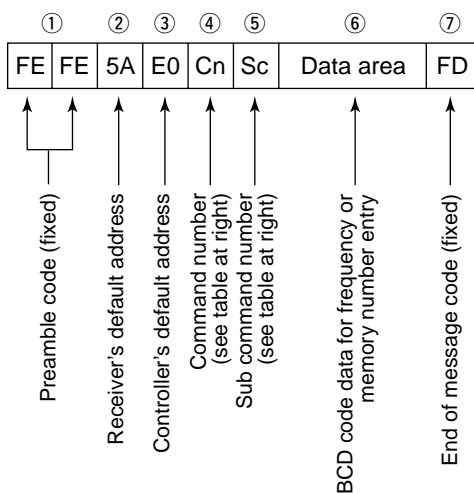 ① ② ③ ④ ⑤ ⑥ ⑦
FE FE 5A E0 Cn Sc Data area FD
Preamble code (fixed)
Receiver's default address
Controller's default address
Command number
(see table at right)
Sub command number
(see table at right)
BCD code data for frequency or
memory number entry
End of message code (fixed)